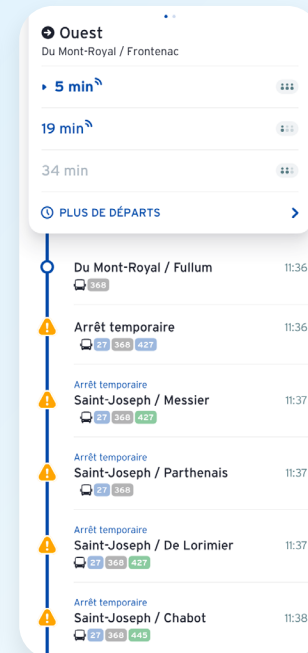 Ouest
Du Mont-Royal / Frontenac
5 min
19 min
34 min
PLUS DE DÉPARTS
Du Mont-Royal / Fullum 11:36
368
Arrêt temporaire 11:36
27 368 427
Arrêt temporaire
Saint-Joseph / Messier 11:37
27 368 427
Arrêt temporaire
Saint-Joseph / Parthenais 11:37
27 368
Arrêt temporaire
Saint-Joseph / De Lorimier 11:37
27 368 427
Arrêt temporaire
Saint-Joseph / Chabot 11:38
27 368 445